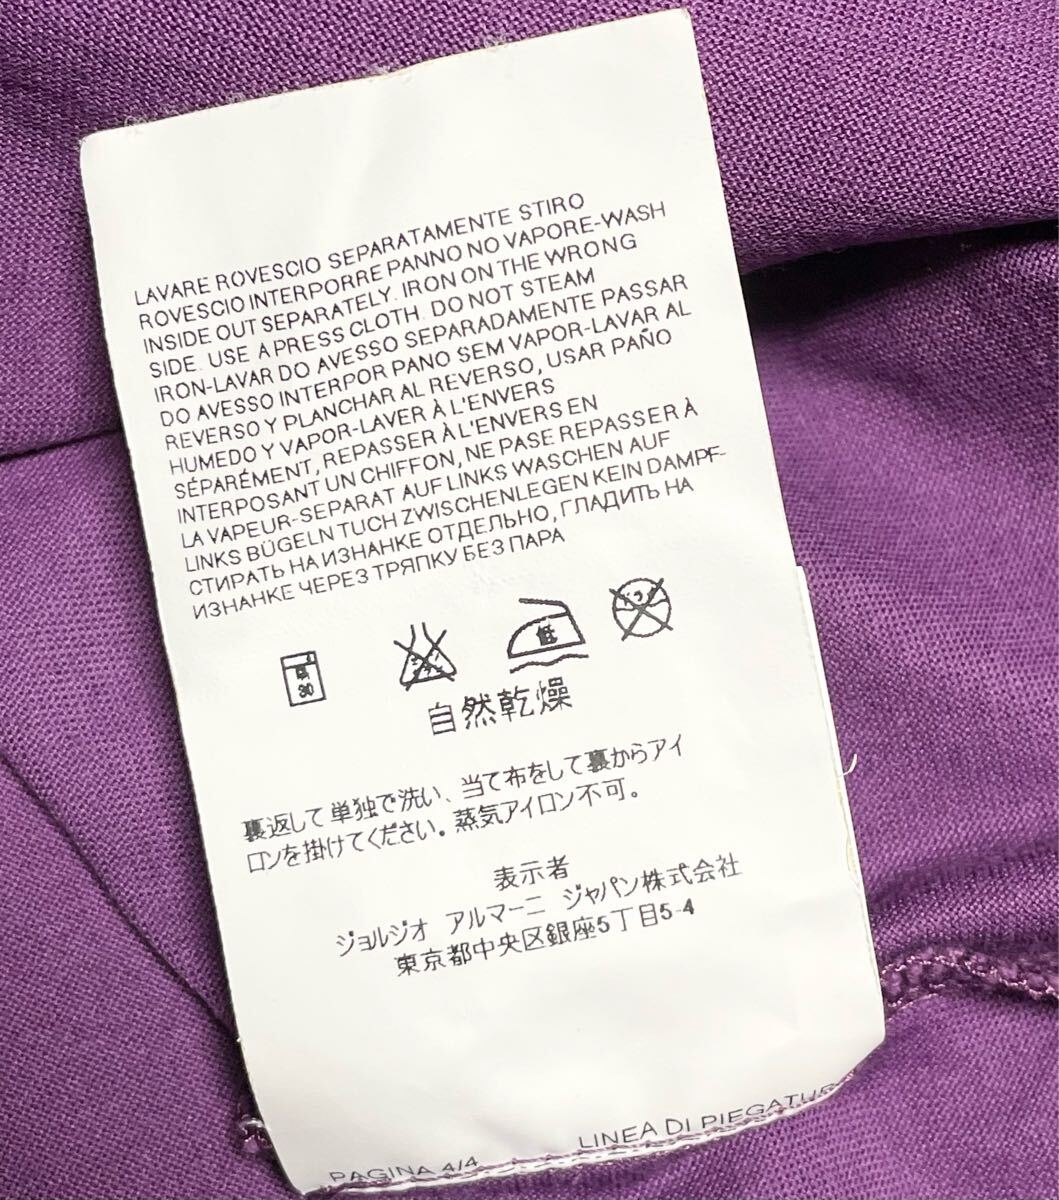 LAVARE ROVESCIO SEPARATAMENTE STIRO
ROVESCIO INTERPORRE PANNO NO VAPORE-WASH
INSIDE OUT SEPARATELY. IRON ON THE WRONG
SIDE. USE A PRESS CLOTH. DO NOT STEAM
IRON-LAVAR DO AVESSO SEPARADAMENTE PASSAR
DO AVESSO INTERPOR PANO SEM VAPOR-LAVAR AL
REVERSO Y PLANCHAR AL REVERSO, USAR PAÑO
HUMEDO Y VAPOR-LAVER À L'ENVERS
SÉPARÉMENT, REPASSER À L'ENVERS EN
INTERPOSANT UN CHIFFON, NE PASE REPASSER À
LA VAPEUR-SEPARAT AUF LINKS WASCHEN AUF
LINKS BÜGELN TUCH ZWISCHENLEGEN KEIN DAMPF-
СТИРАТЬ НА ИЗНАНКЕ ОТДЕЛЬНО, ГЛАДИТЬ НА
ИЗНАНКЕ ЧЕРЕЗ ТРЯПКУ БЕЗ ПАРА
30 低
自然乾燥
裏返して単独で洗い、当て布をして裏からアイ
ロンを掛けてください。蒸気アイロン不可。
表示者
ジョルジオ アルマーニ ジャパン株式会社
東京都中央区銀座5丁目5-4
PAGINA 4/4 LINEA DI PIEGATUR